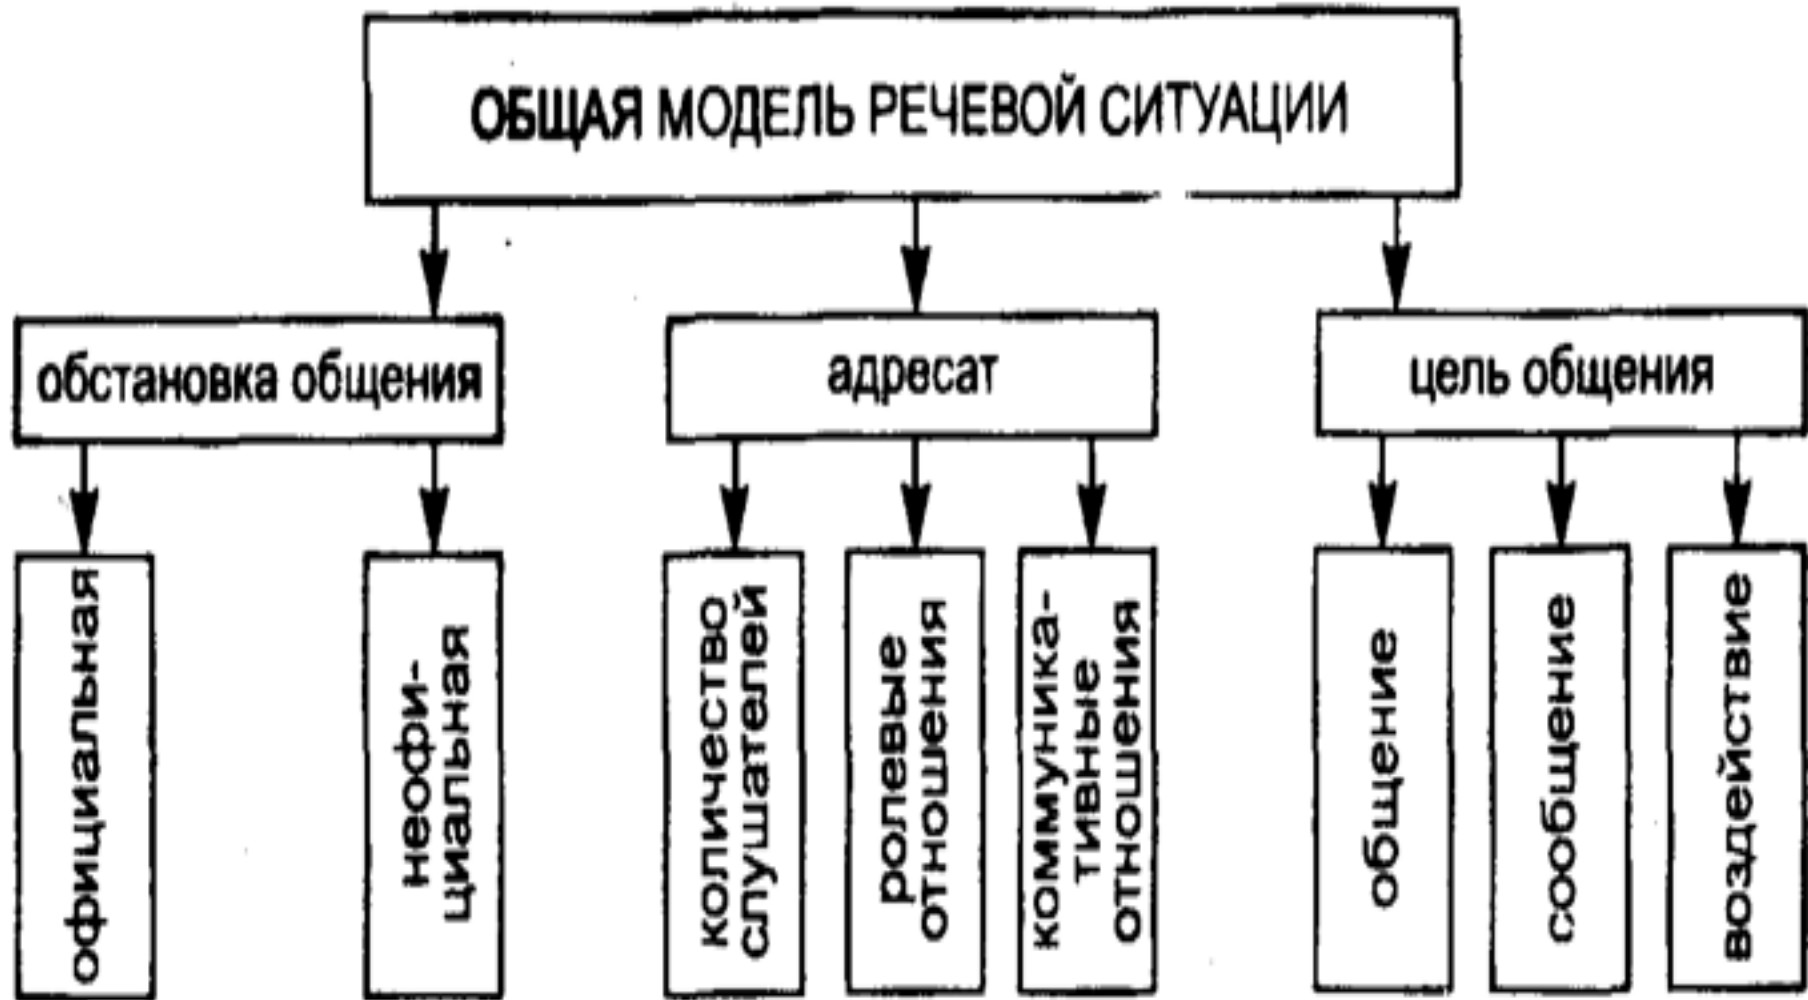 ОБЩАЯ МОДЕЛЬ РЕЧЕВОЙ СИТУАЦИИ
обстановка общения
адресат
цель общения
официальная
неофи-
циальная
количество
слушателей
ролевые
отношения
коммуника-
тивные
отношения
общение
сообщение
воздействие